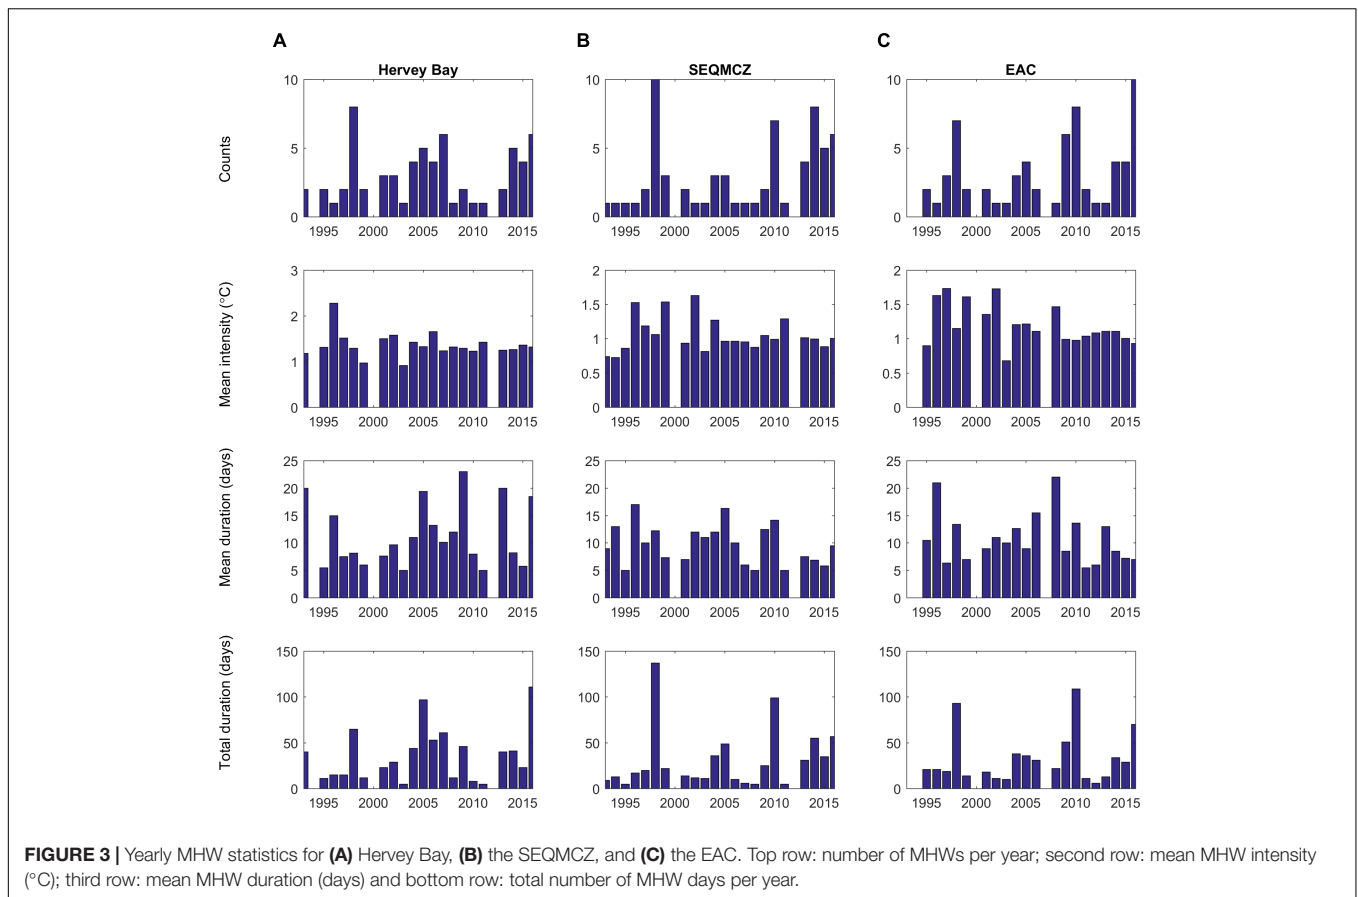 A B C
Hervey Bay SEQMCZ EAC
Counts
10
5
0
1995 2000 2005 2010 2015
10
5
0
1995 2000 2005 2010 2015
10
5
0
1995 2000 2005 2010 2015
Mean intensity (°C)
3
2
1
0
1995 2000 2005 2010 2015
2
1.5
1
0.5
0
1995 2000 2005 2010 2015
2
1.5
1
0.5
0
1995 2000 2005 2010 2015
Mean duration (days)
25
20
15
10
5
0
1995 2000 2005 2010 2015
25
20
15
10
5
0
1995 2000 2005 2010 2015
25
20
15
10
5
0
1995 2000 2005 2010 2015
Total duration (days)
150
100
50
0
1995 2000 2005 2010 2015
150
100
50
0
1995 2000 2005 2010 2015
150
100
50
0
1995 2000 2005 2010 2015
FIGURE 3 | Yearly MHW statistics for (A) Hervey Bay, (B) the SEQMCZ, and (C) the EAC. Top row: number of MHWs per year; second row: mean MHW intensity
(°C); third row: mean MHW duration (days) and bottom row: total number of MHW days per year.